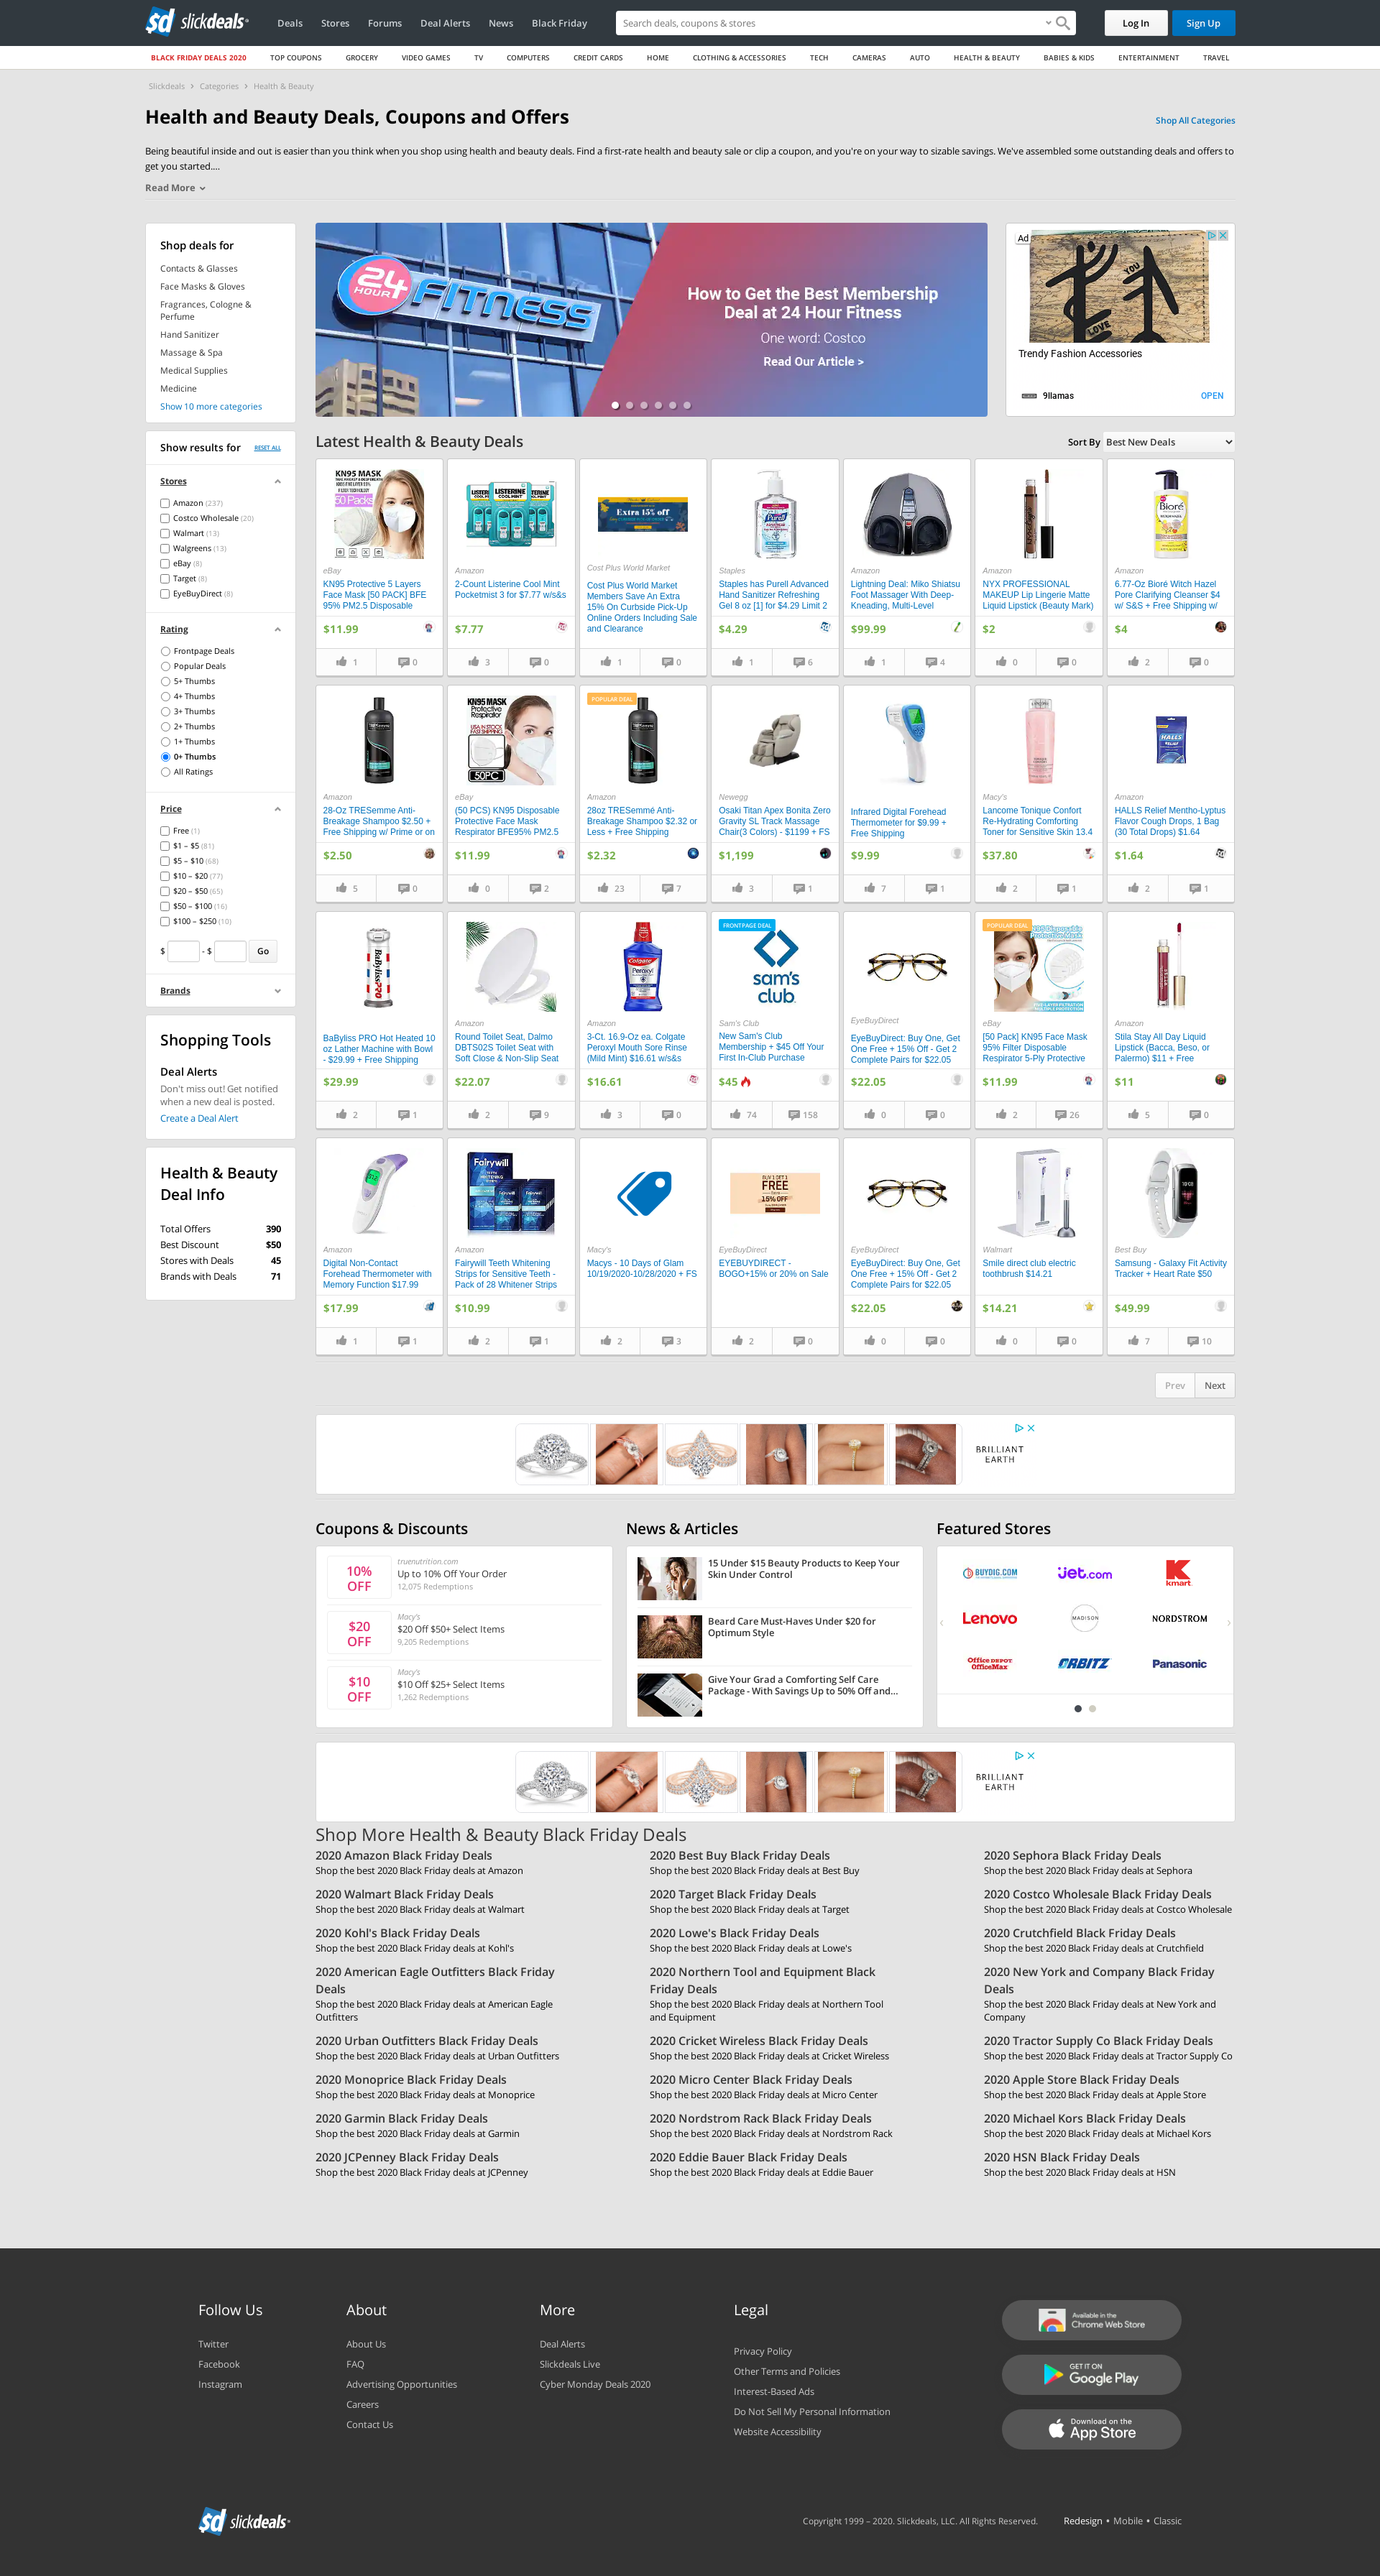 slickdeals
Deals
Stores
Forums
Deal Alerts
News
Black Friday
Search deals, coupons & stores
Log In
Sign Up
BLACK FRIDAY DEALS 2020
TOP COUPONS
GROCERY
VIDEO GAMES
TV
COMPUTERS
CREDIT CARDS
HOME
CLOTHING & ACCESSORIES
TECH
CAMERAS
AUTO
HEALTH & BEAUTY
BABIES & KIDS
ENTERTAINMENT
TRAVEL
Slickdeals > Categories > Health & Beauty
Health and Beauty Deals, Coupons and Offers
Shop All Categories
Being beautiful inside and out is easier than you think when you shop using health and beauty deals. Find a first-rate health and beauty sale or clip a coupon, and you're on your way to sizable savings. We've assembled some outstanding deals and offers to
get you started....
Read More
Shop deals for
Contacts & Glasses
Face Masks & Gloves
Fragrances, Cologne &
Perfume
Hand Sanitizer
Massage & Spa
Medical Supplies
Medicine
Show 10 more categories
24 HOUR FITNESS
How to Get the Best Membership
Deal at 24 Hour Fitness
One word: Costco
Read Our Article >
Ad
YOU
LOVE
Trendy Fashion Accessories
9llamas
OPEN
Show results for
RESET ALL
Stores
Amazon (237)
Costco Wholesale (20)
Walmart (13)
Walgreens (13)
eBay (8)
Target (8)
EyeBuyDirect (8)
Rating
Frontpage Deals
Popular Deals
5+ Thumbs
4+ Thumbs
3+ Thumbs
2+ Thumbs
1+ Thumbs
0+ Thumbs
All Ratings
Price
Free (1)
$1 – $5 (81)
$5 – $10 (68)
$10 – $20 (77)
$20 – $50 (65)
$50 – $100 (16)
$100 – $250 (10)
$ - $ Go
Brands
Shopping Tools
Deal Alerts
Don't miss out! Get notified
when a new deal is posted.
Create a Deal Alert
Health & Beauty
Deal Info
Total Offers 390
Best Discount $50
Stores with Deals 45
Brands with Deals 71
Latest Health & Beauty Deals
Sort By Best New Deals
KN95 MASK
50 Packs
eBay
KN95 Protective 5 Layers
Face Mask [50 PACK] BFE
95% PM2.5 Disposable
$11.99
1 0
LISTERINE
Amazon
2-Count Listerine Cool Mint
Pocketmist 3 for $7.77 w/s&s
$7.77
3 0
Extra 15% off
Cost Plus World Market
Cost Plus World Market
Members Save An Extra
15% On Curbside Pick-Up
Online Orders Including Sale
and Clearance
1 0
Purell
Staples
Staples has Purell Advanced
Hand Sanitizer Refreshing
Gel 8 oz [1] for $4.29 Limit 2
$4.29
1 6
Amazon
Lightning Deal: Miko Shiatsu
Foot Massager With Deep-
Kneading, Multi-Level
$99.99
1 4
Amazon
NYX PROFESSIONAL
MAKEUP Lip Lingerie Matte
Liquid Lipstick (Beauty Mark)
$2
0 0
Bioré
Amazon
6.77-Oz Bioré Witch Hazel
Pore Clarifying Cleanser $4
w/ S&S + Free Shipping w/
$4
2 0
Amazon
28-Oz TRESemme Anti-
Breakage Shampoo $2.50 +
Free Shipping w/ Prime or on
$2.50
5 0
KN95 MASK
Protective
Respirator
USA IN STOCK
FAST SHIPPING
50PC
eBay
(50 PCS) KN95 Disposable
Protective Face Mask
Respirator BFE95% PM2.5
$11.99
0 2
POPULAR DEAL
Amazon
28oz TRESemmé Anti-
Breakage Shampoo $2.32 or
Less + Free Shipping
$2.32
23 7
Newegg
Osaki Titan Apex Bonita Zero
Gravity SL Track Massage
Chair(3 Colors) - $1199 + FS
$1,199
3 1
Infrared Digital Forehead
Thermometer for $9.99 +
Free Shipping
$9.99
7 1
Macy's
Lancome Tonique Confort
Re-Hydrating Comforting
Toner for Sensitive Skin 13.4
$37.80
2 1
HALLS
RELIEF
Amazon
HALLS Relief Mentho-Lyptus
Flavor Cough Drops, 1 Bag
(30 Total Drops) $1.64
$1.64
2 1
BaByliss PRO
BaByliss PRO Hot Heated 10
oz Lather Machine with Bowl
- $29.99 + Free Shipping
$29.99
2 1
Amazon
Round Toilet Seat, Dalmo
DBTS02S Toilet Seat with
Soft Close & Non-Slip Seat
$22.07
2 9
Colgate
Peroxyl
Amazon
3-Ct. 16.9-Oz ea. Colgate
Peroxyl Mouth Sore Rinse
(Mild Mint) $16.61 w/s&s
$16.61
3 0
FRONTPAGE DEAL
sam's
club
Sam's Club
New Sam's Club
Membership + $45 Off Your
First In-Club Purchase
$45
74 158
EyeBuyDirect
EyeBuyDirect: Buy One, Get
One Free + 15% Off - Get 2
Complete Pairs for $22.05
$22.05
0 0
POPULAR DEAL
KN95 Disposable
Protective Mask
eBay
[50 Pack] KN95 Face Mask
95% Filter Disposable
Respirator 5-Ply Protective
$11.99
2 26
Amazon
Stila Stay All Day Liquid
Lipstick (Bacca, Beso, or
Palermo) $11 + Free
$11
5 0
Amazon
Digital Non-Contact
Forehead Thermometer with
Memory Function $17.99
$17.99
1 1
Fairywill
Amazon
Fairywill Teeth Whitening
Strips for Sensitive Teeth -
Pack of 28 Whitener Strips
$10.99
2 1
Macy's
Macys - 10 Days of Glam
10/19/2020-10/28/2020 + FS
2 3
BUY 1 GET 1
FREE
15% OFF
EyeBuyDirect
EYEBUYDIRECT -
BOGO+15% or 20% on Sale
2 0
EyeBuyDirect
EyeBuyDirect: Buy One, Get
One Free + 15% Off - Get 2
Complete Pairs for $22.05
$22.05
0 0
Walmart
Smile direct club electric
toothbrush $14.21
$14.21
0 0
Best Buy
Samsung - Galaxy Fit Activity
Tracker + Heart Rate $50
$49.99
7 10
Prev
Next
BRILLIANT
EARTH
Coupons & Discounts
10%
OFF
truenutrition.com
Up to 10% Off Your Order
12,075 Redemptions
$20
OFF
Macy's
$20 Off $50+ Select Items
9,205 Redemptions
$10
OFF
Macy's
$10 Off $25+ Select Items
1,262 Redemptions
News & Articles
15 Under $15 Beauty Products to Keep Your
Skin Under Control
Beard Care Must-Haves Under $20 for
Optimum Style
Give Your Grad a Comforting Self Care
Package - With Savings Up to 50% Off and...
Featured Stores
BUYDIG.COM
jet.com
kmart
Lenovo
MADISON
NORDSTROM
Office DEPOT
OfficeMax
ORBITZ
Panasonic
BRILLIANT
EARTH
Shop More Health & Beauty Black Friday Deals
2020 Amazon Black Friday Deals
Shop the best 2020 Black Friday deals at Amazon
2020 Best Buy Black Friday Deals
Shop the best 2020 Black Friday deals at Best Buy
2020 Sephora Black Friday Deals
Shop the best 2020 Black Friday deals at Sephora
2020 Walmart Black Friday Deals
Shop the best 2020 Black Friday deals at Walmart
2020 Target Black Friday Deals
Shop the best 2020 Black Friday deals at Target
2020 Costco Wholesale Black Friday Deals
Shop the best 2020 Black Friday deals at Costco Wholesale
2020 Kohl's Black Friday Deals
Shop the best 2020 Black Friday deals at Kohl's
2020 Lowe's Black Friday Deals
Shop the best 2020 Black Friday deals at Lowe's
2020 Crutchfield Black Friday Deals
Shop the best 2020 Black Friday deals at Crutchfield
2020 American Eagle Outfitters Black Friday
Deals
Shop the best 2020 Black Friday deals at American Eagle
Outfitters
2020 Northern Tool and Equipment Black
Friday Deals
Shop the best 2020 Black Friday deals at Northern Tool
and Equipment
2020 New York and Company Black Friday
Deals
Shop the best 2020 Black Friday deals at New York and
Company
2020 Urban Outfitters Black Friday Deals
Shop the best 2020 Black Friday deals at Urban Outfitters
2020 Cricket Wireless Black Friday Deals
Shop the best 2020 Black Friday deals at Cricket Wireless
2020 Tractor Supply Co Black Friday Deals
Shop the best 2020 Black Friday deals at Tractor Supply Co
2020 Monoprice Black Friday Deals
Shop the best 2020 Black Friday deals at Monoprice
2020 Micro Center Black Friday Deals
Shop the best 2020 Black Friday deals at Micro Center
2020 Apple Store Black Friday Deals
Shop the best 2020 Black Friday deals at Apple Store
2020 Garmin Black Friday Deals
Shop the best 2020 Black Friday deals at Garmin
2020 Nordstrom Rack Black Friday Deals
Shop the best 2020 Black Friday deals at Nordstrom Rack
2020 Michael Kors Black Friday Deals
Shop the best 2020 Black Friday deals at Michael Kors
2020 JCPenney Black Friday Deals
Shop the best 2020 Black Friday deals at JCPenney
2020 Eddie Bauer Black Friday Deals
Shop the best 2020 Black Friday deals at Eddie Bauer
2020 HSN Black Friday Deals
Shop the best 2020 Black Friday deals at HSN
Follow Us
Twitter
Facebook
Instagram
About
About Us
FAQ
Advertising Opportunities
Careers
Contact Us
More
Deal Alerts
Slickdeals Live
Cyber Monday Deals 2020
Legal
Privacy Policy
Other Terms and Policies
Interest-Based Ads
Do Not Sell My Personal Information
Website Accessibility
Available in the
Chrome Web Store
GET IT ON
Google Play
Download on the
App Store
slickdeals
Copyright 1999 – 2020. Slickdeals, LLC. All Rights Reserved.
Redesign • Mobile • Classic